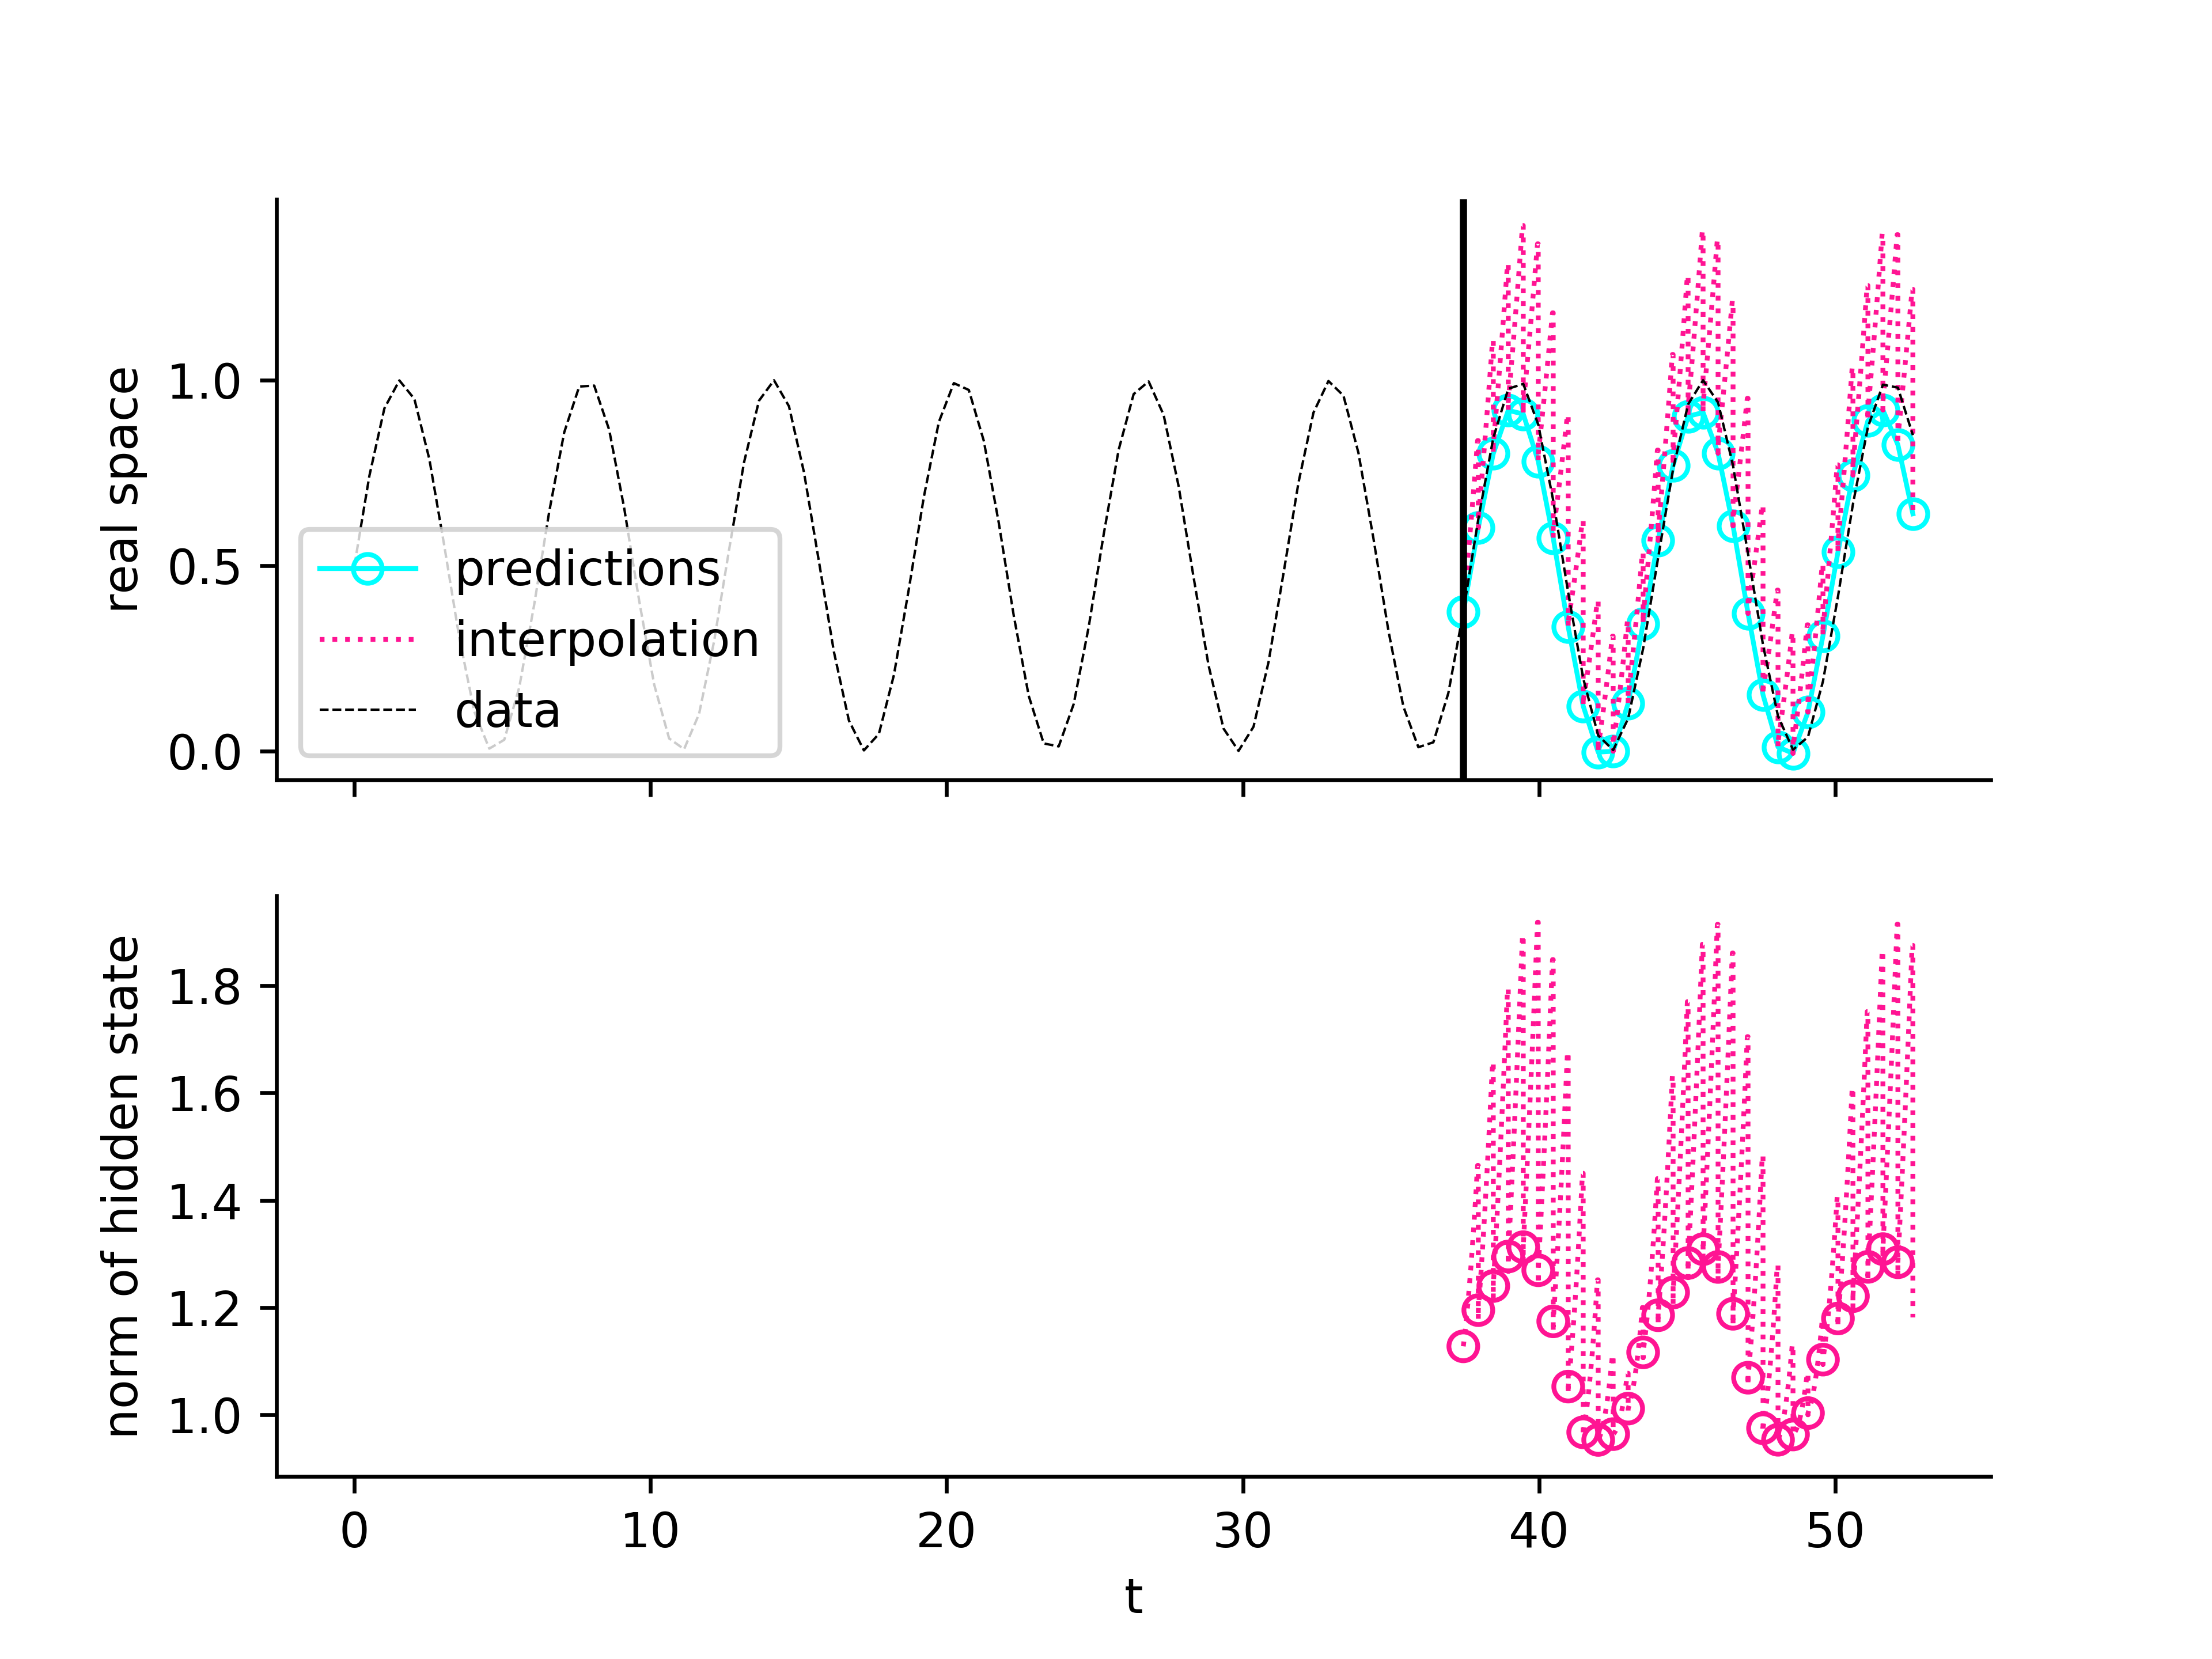 real space
1.0
0.5
0.0
predictions
interpolation
data
norm of hidden state
1.8
1.6
1.4
1.2
1.0
0 10 20 30 40 50
t